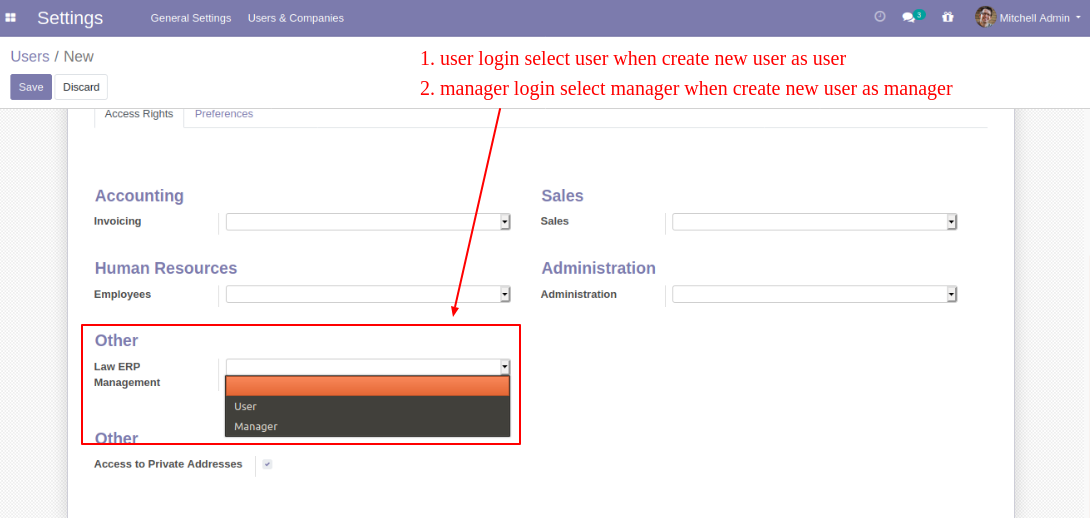 Settings General Settings Users & Companies 3 Mitchell Admin
Users / New
1. user login select user when create new user as user
Save Discard
2. manager login select manager when create new user as manager
Access Rights Preferences
Accounting Sales
Invoicing Sales
Human Resources Administration
Employees Administration
Other
Law ERP
Management
User
Manager
Other
Access to Private Addresses